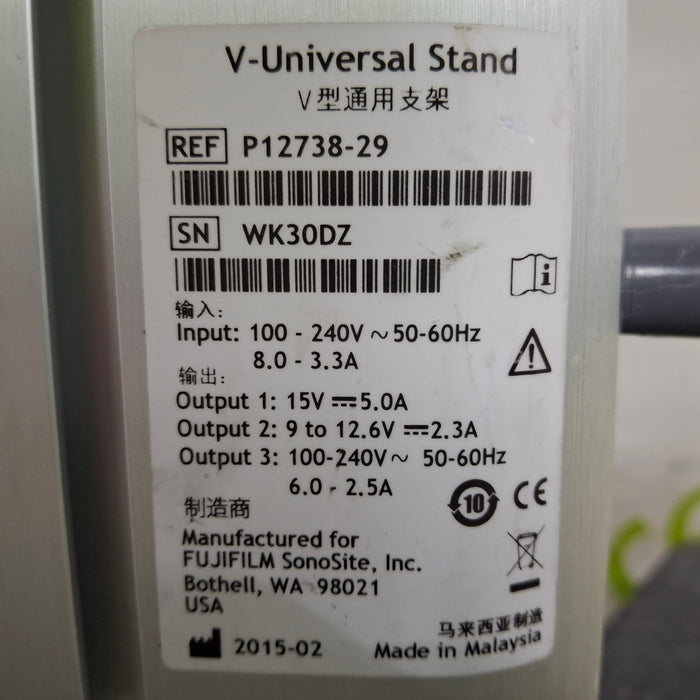 V-Universal Stand
V型通用支架
REF P12738-29
SN WK30DZ
输入:
Input: 100 - 240V ~ 50-60Hz
8.0 - 3.3A
输出:
Output 1: 15V ⎓ 5.0A
Output 2: 9 to 12.6V ⎓ 2.3A
Output 3: 100-240V~ 50-60Hz
6.0 - 2.5A
10 CE
制造商
Manufactured for
FUJIFILM SonoSite, Inc.
Bothell, WA 98021
USA
2015-02
马来西亚制造
Made in Malaysia